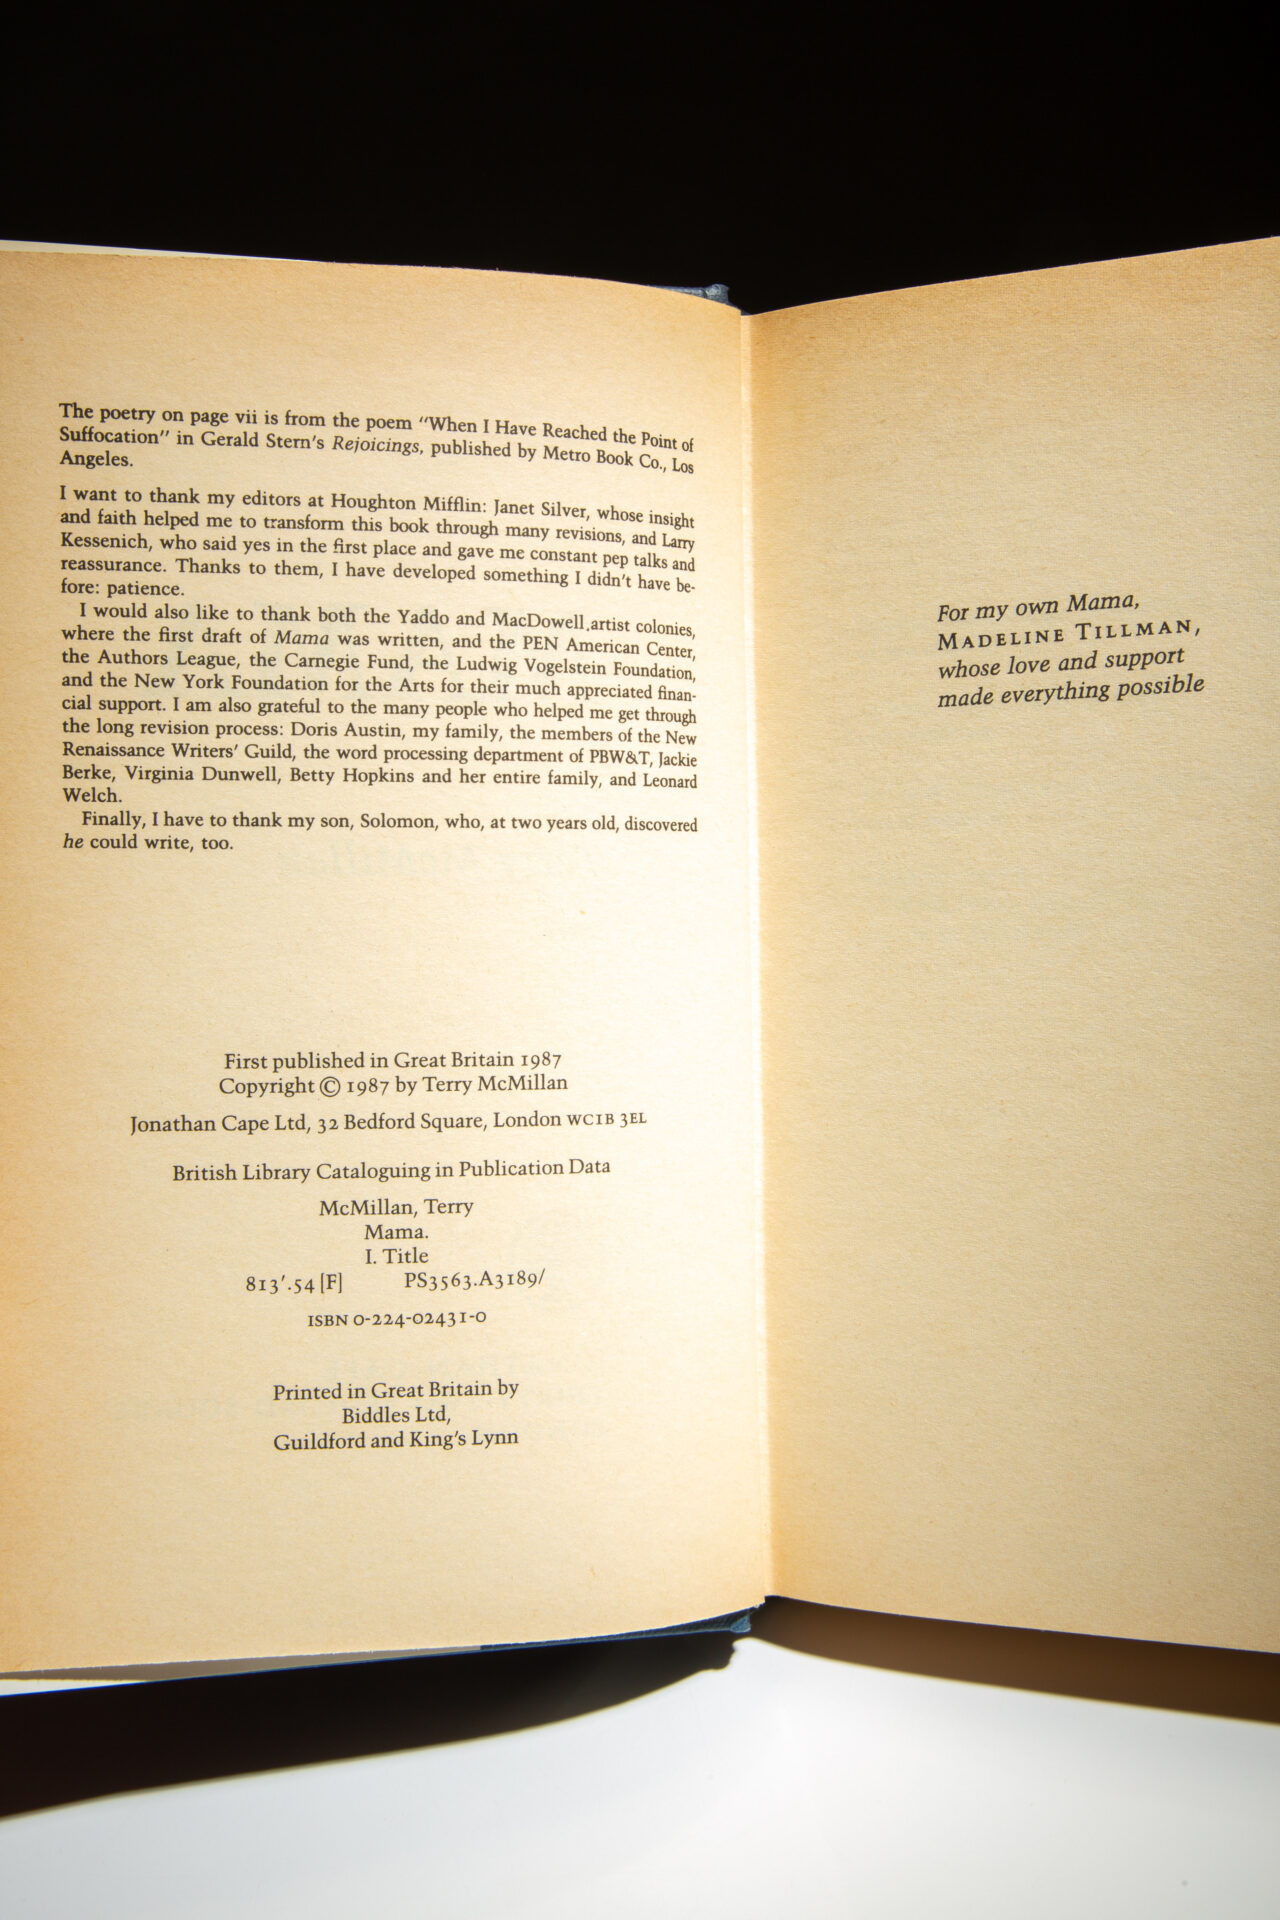 The poetry on page vii is from the poem "When I Have Reached the Point of
Suffocation" in Gerald Stern's Rejoicings, published by Metro Book Co., Los
Angeles.
I want to thank my editors at Houghton Mifflin: Janet Silver, whose insight
and faith helped me to transform this book through many revisions, and Larry
Kessenich, who said yes in the first place and gave me constant pep talks and
reassurance. Thanks to them, I have developed something I didn't have be-
fore: patience.
I would also like to thank both the Yaddo and MacDowell artist colonies,
where the first draft of Mama was written, and the PEN American Center,
the Authors League, the Carnegie Fund, the Ludwig Vogelstein Foundation,
and the New York Foundation for the Arts for their much appreciated finan-
cial support. I am also grateful to the many people who helped me get through
the long revision process: Doris Austin, my family, the members of the New
Renaissance Writers' Guild, the word processing department of PBW&T, Jackie
Berke, Virginia Dunwell, Betty Hopkins and her entire family, and Leonard
Welch.
Finally, I have to thank my son, Solomon, who, at two years old, discovered
he could write, too.
First published in Great Britain 1987
Copyright © 1987 by Terry McMillan
Jonathan Cape Ltd, 32 Bedford Square, London WC1B 3EL
British Library Cataloguing in Publication Data
McMillan, Terry
Mama.
I. Title
813'.54 [F] PS3563.A3189/
ISBN 0-224-02431-0
Printed in Great Britain by
Biddles Ltd,
Guildford and King's Lynn
For my own Mama,
MADELINE TILLMAN,
whose love and support
made everything possible